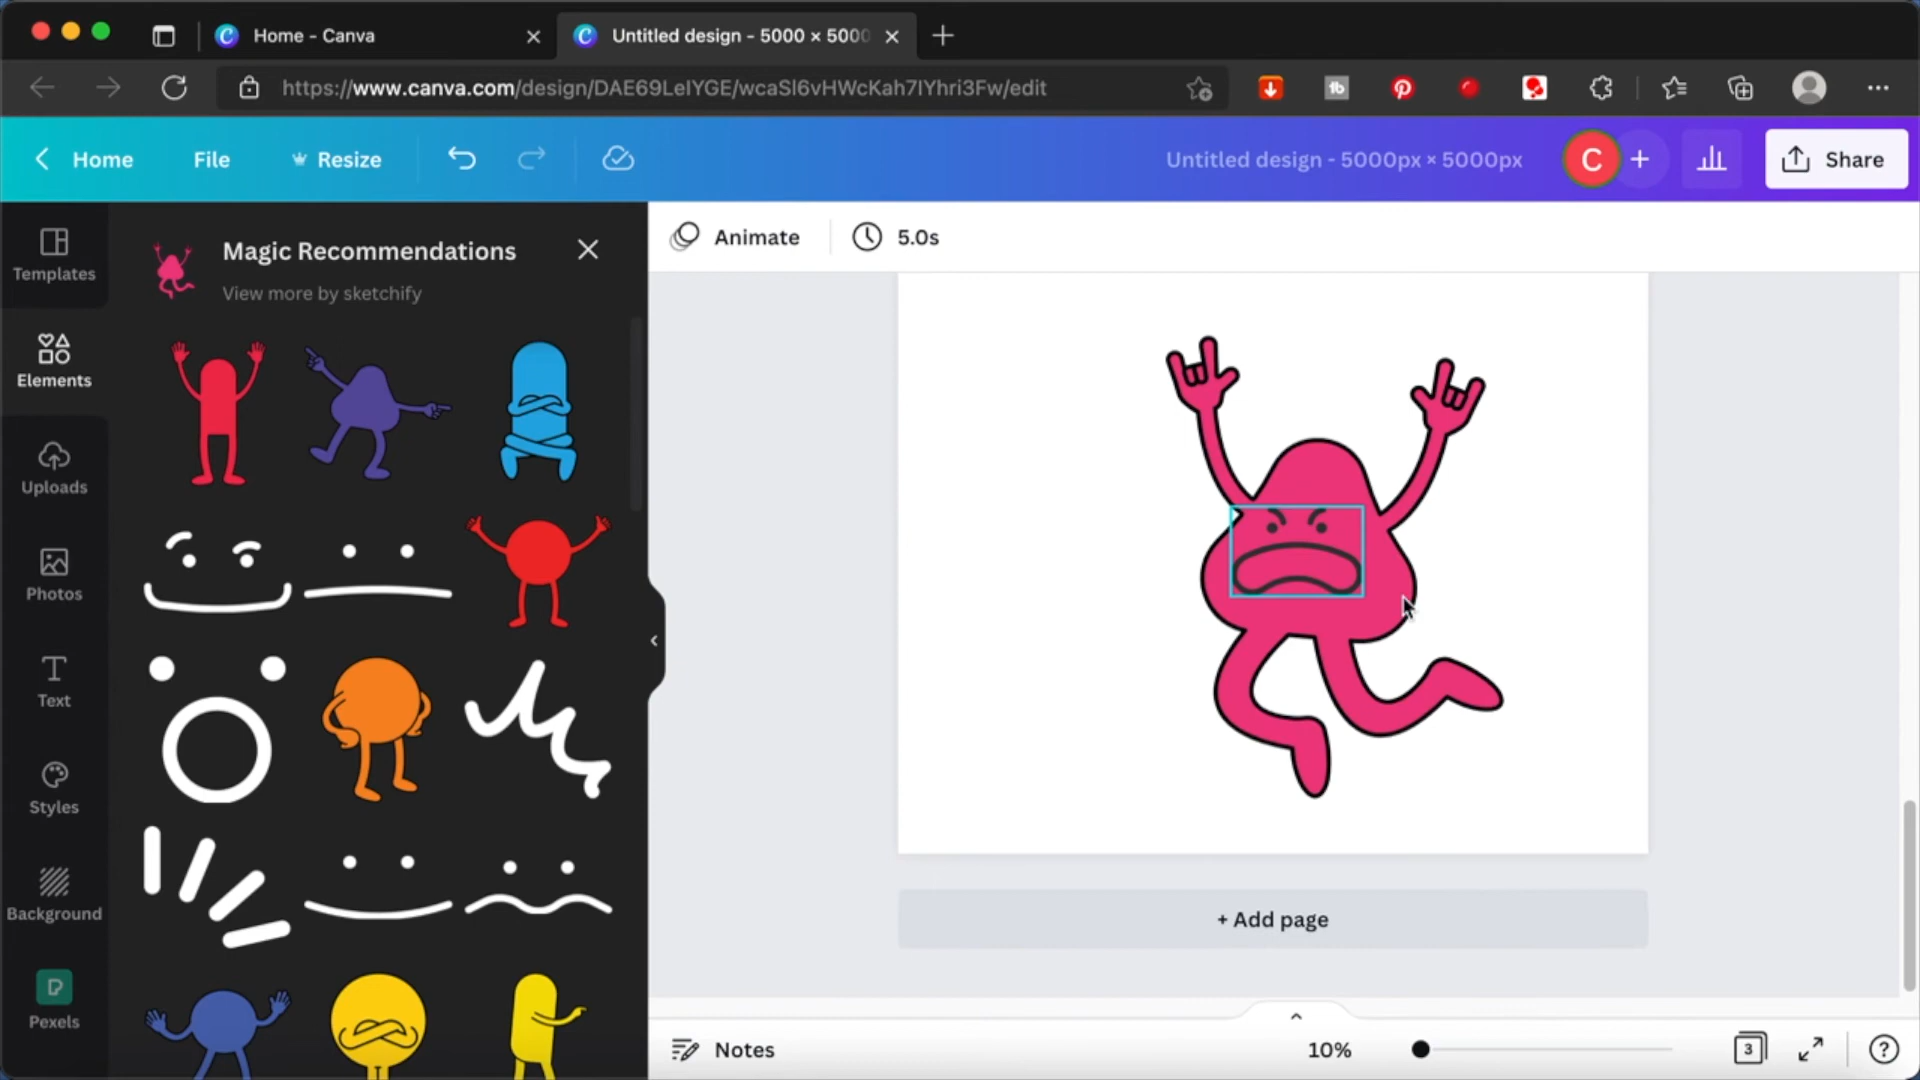 Home - Canva
Untitled design - 5000 × 5000
https://www.canva.com/design/DAE69LeIYGE/wcaSl6vHWcKah7lYhri3Fw/edit
Home
File
Resize
Untitled design - 5000px × 5000px
C
Share
Templates
Elements
Uploads
Photos
Text
Styles
Background
Pexels
Magic Recommendations
View more by sketchify
Animate
5.0s
+ Add page
Notes
10%
3